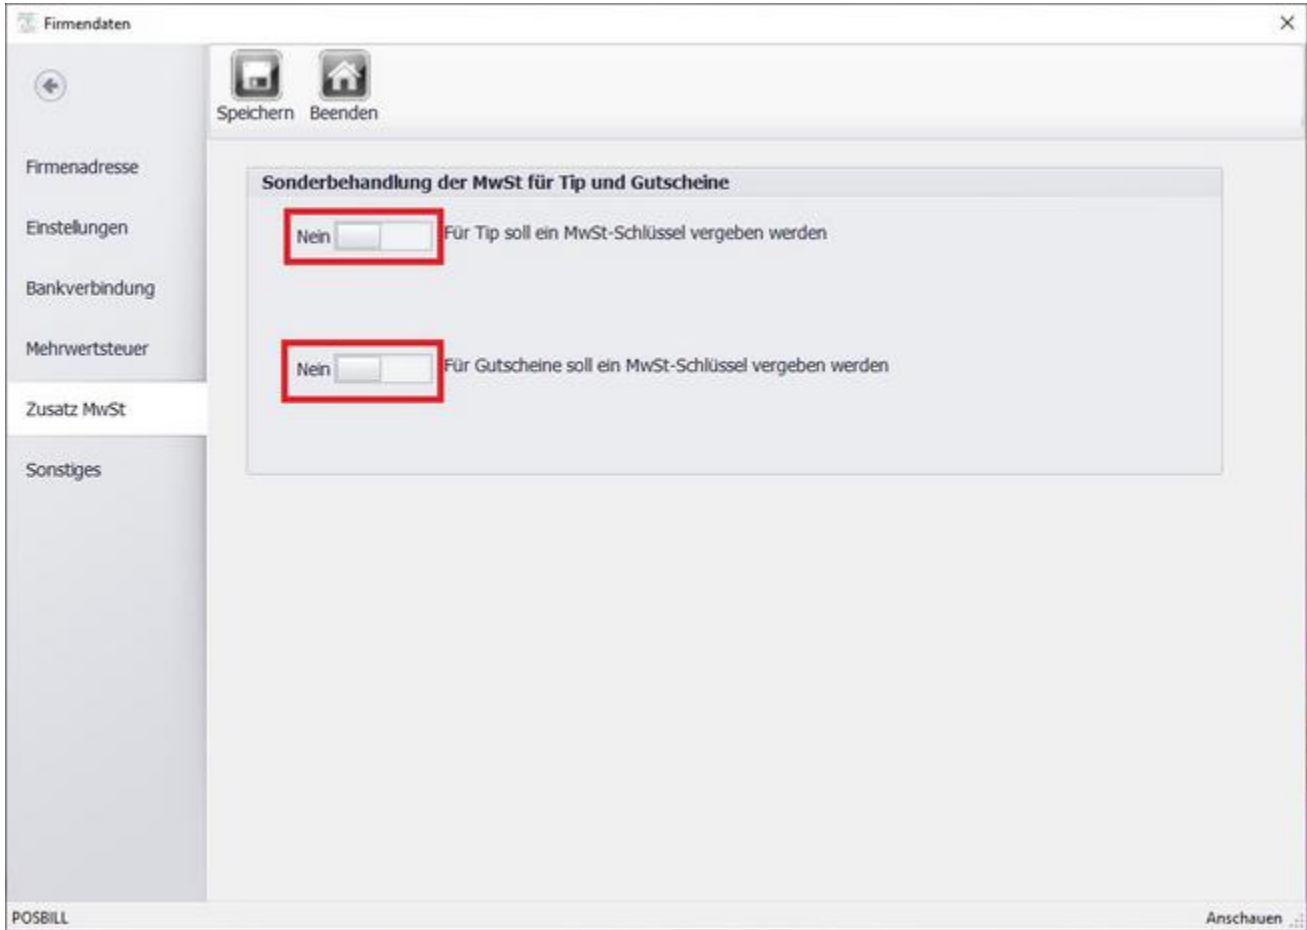 Firmendaten
Speichern Beenden
Firmenadresse
Einstellungen
Bankverbindung
Mehrwertsteuer
Zusatz MwSt
Sonstiges
Sonderbehandlung der MwSt für Tip und Gutscheine
Nein Für Tip soll ein MwSt-Schlüssel vergeben werden
Nein Für Gutscheine soll ein MwSt-Schlüssel vergeben werden
POSBILL Anschauen